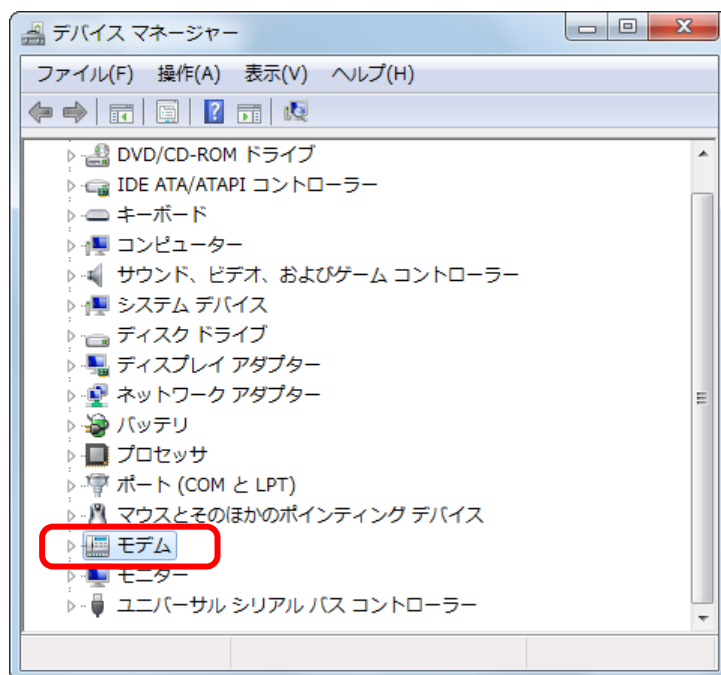 デバイス マネージャー
ファイル(F) 操作(A) 表示(V) ヘルプ(H)
DVD/CD-ROM ドライブ
IDE ATA/ATAPI コントローラー
キーボード
コンピューター
サウンド、ビデオ、およびゲーム コントローラー
システム デバイス
ディスク ドライブ
ディスプレイ アダプター
ネットワーク アダプター
バッテリ
プロセッサ
ポート (COM と LPT)
マウスとそのほかのポインティング デバイス
モデム
モニター
ユニバーサル シリアル バス コントローラー